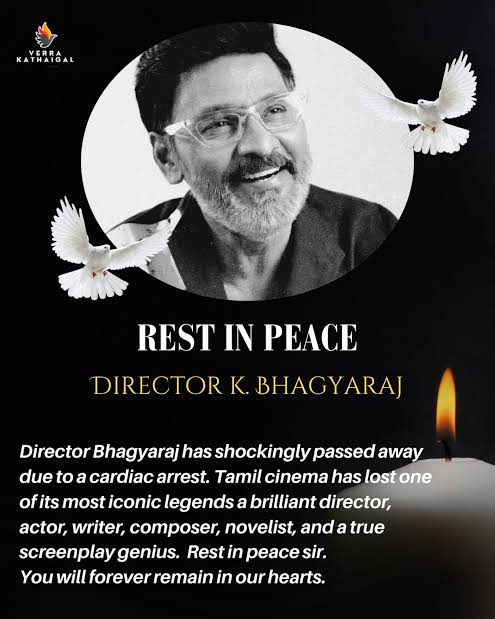 VERRA
KATHAIGAL
REST IN PEACE
DIRECTOR K. BHAGYARAJ
Director Bhagyaraj has shockingly passed away
due to a cardiac arrest. Tamil cinema has lost one
of its most iconic legends a brilliant director,
actor, writer, composer, novelist, and a true
screenplay genius.  Rest in peace sir.
You will forever remain in our hearts.